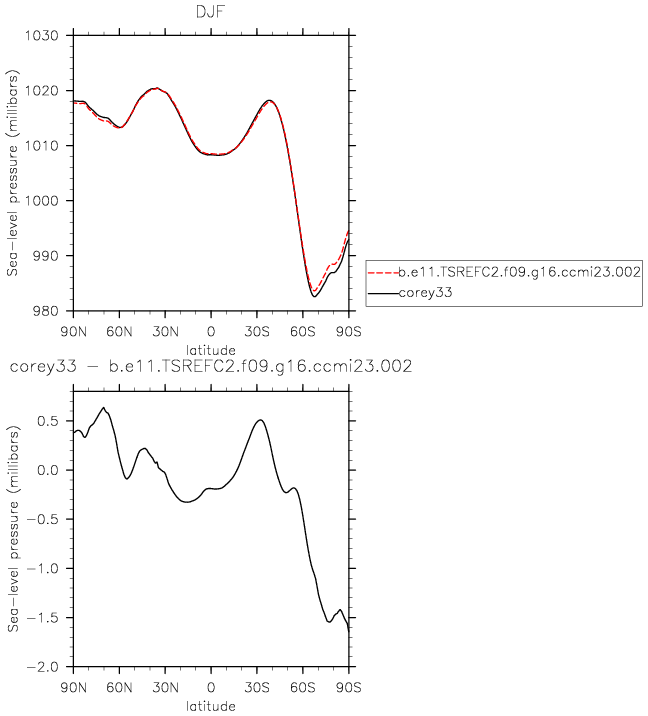 DJF
1030
1020
1010
1000
990
980
Sea-level pressure (millibars)
90N 60N 30N 0 30S 60S 90S
latitude
b.e11.TSREFC2.f09.g16.ccmi23.002
corey33
corey33 - b.e11.TSREFC2.f09.g16.ccmi23.002
0.5
0.0
-0.5
-1.0
-1.5
-2.0
Sea-level pressure (millibars)
90N 60N 30N 0 30S 60S 90S
latitude